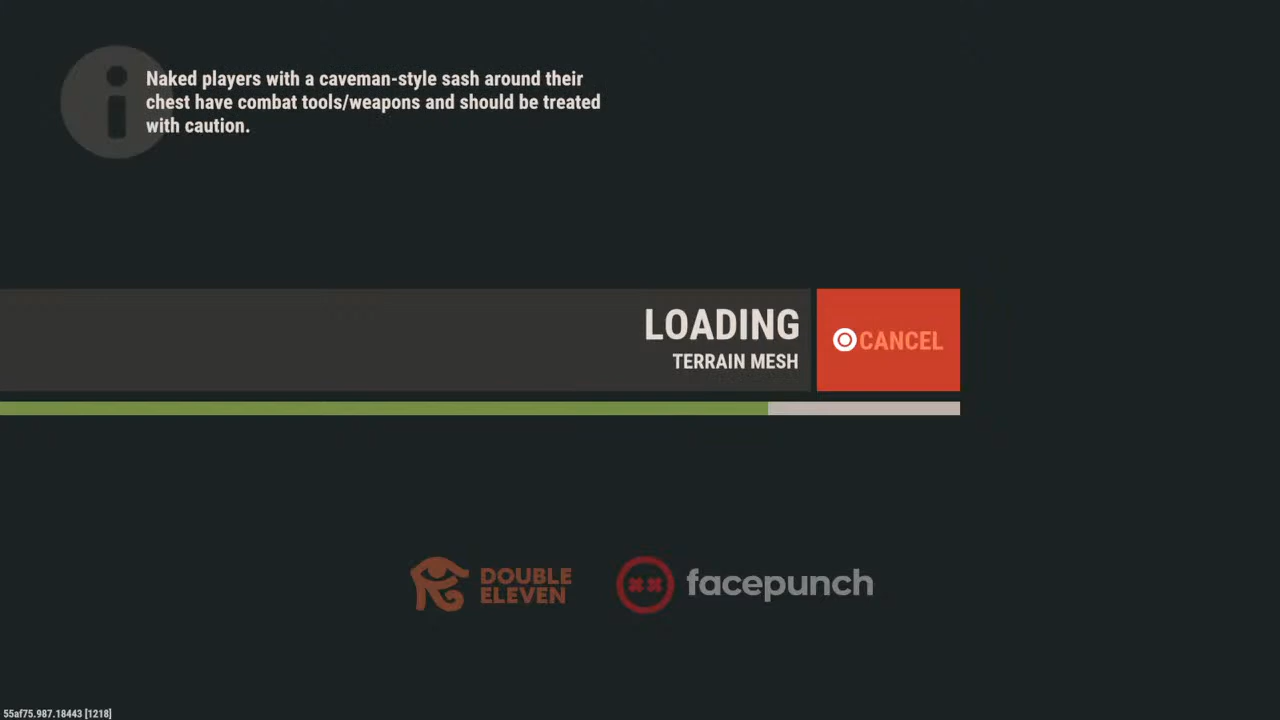 Naked players with a caveman-style sash around their
chest have combat tools/weapons and should be treated
with caution.
LOADING
TERRAIN MESH
CANCEL
DOUBLE
ELEVEN
facepunch
55af75.987.18443 [1218]